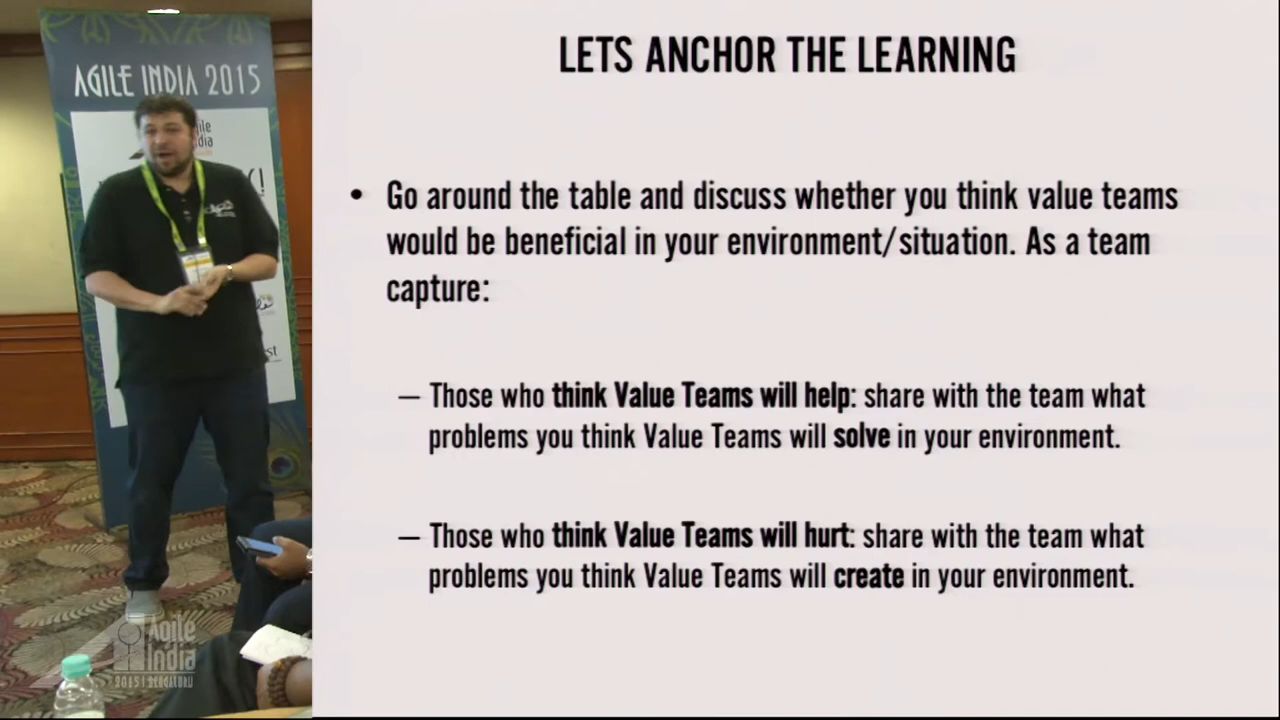 AGILE INDIA 2015
LETS ANCHOR THE LEARNING
• Go around the table and discuss whether you think value teams
would be beneficial in your environment/situation. As a team
capture:
– Those who think Value Teams will help: share with the team what
problems you think Value Teams will solve in your environment.
– Those who think Value Teams will hurt: share with the team what
problems you think Value Teams will create in your environment.
Agile
India
2015 | BENGALURU